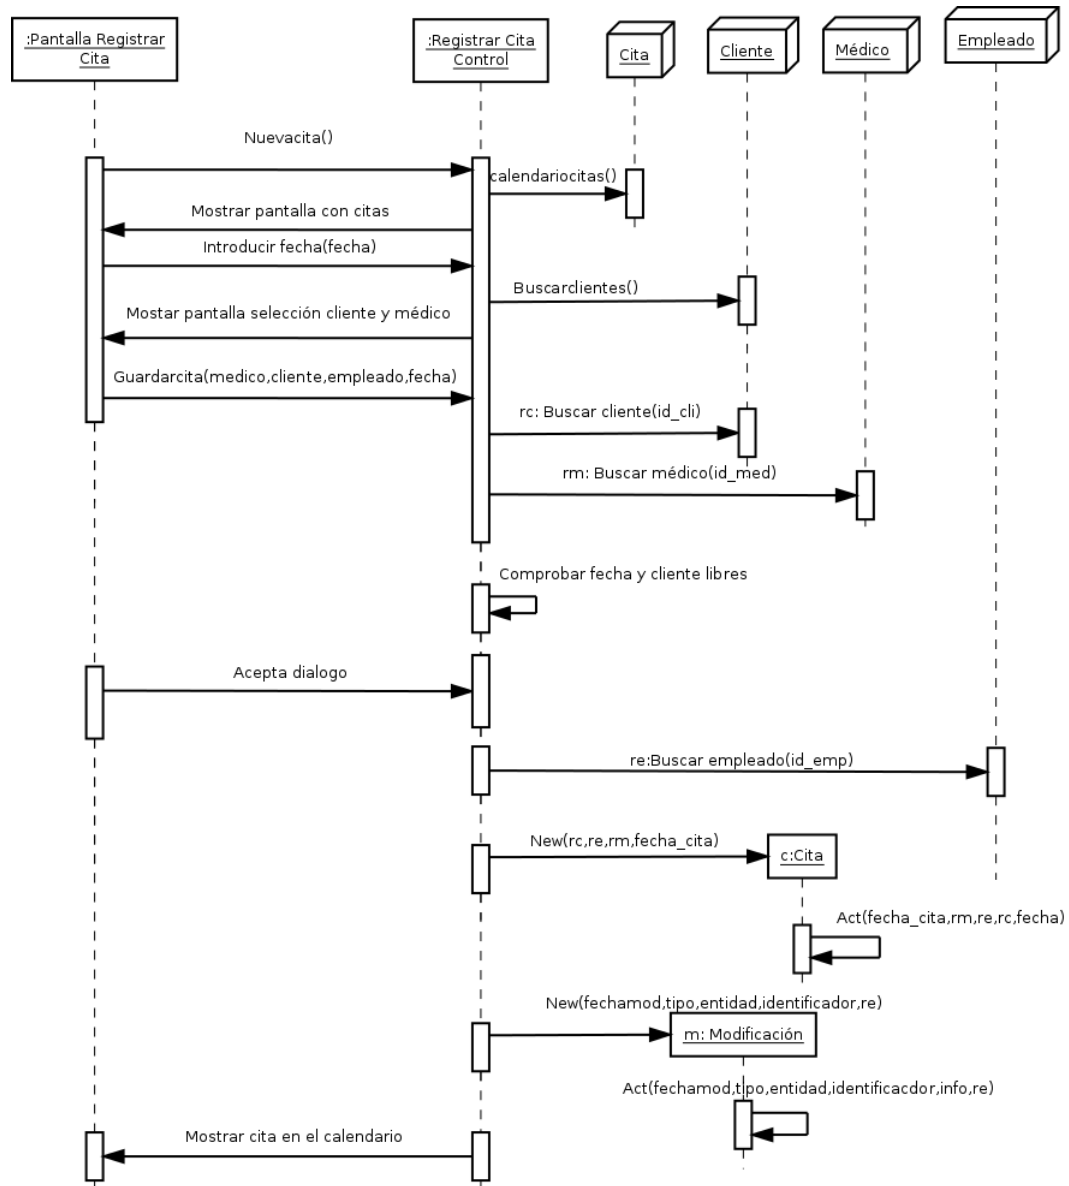 :Pantalla Registrar
Cita
:Registrar Cita
Control
Cita
Cliente
Médico
Empleado
Nuevacita()
calendariocitas()
Mostrar pantalla con citas
Introducir fecha(fecha)
Buscarclientes()
Mostar pantalla selección cliente y médico
Guardarcita(medico,cliente,empleado,fecha)
rc: Buscar cliente(id_cli)
rm: Buscar médico(id_med)
Comprobar fecha y cliente libres
Acepta dialogo
re:Buscar empleado(id_emp)
New(rc,re,rm,fecha_cita)
c:Cita
Act(fecha_cita,rm,re,rc,fecha)
New(fechamod,tipo,entidad,identificador,re)
m: Modificación
Act(fechamod,tipo,entidad,identificacdor,info,re)
Mostrar cita en el calendario